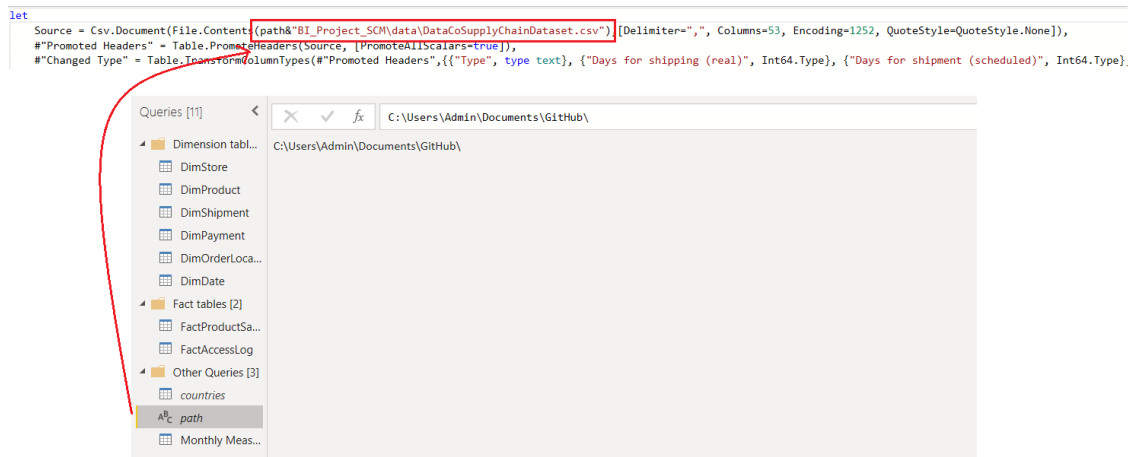 let
Source = Csv.Document(File.Contents(path&"BI_Project_SCM\data\DataCoSupplyChainDataset.csv"),[Delimiter=",", Columns=53, Encoding=1252, QuoteStyle=QuoteStyle.None]),
#"Promoted Headers" = Table.PromoteHeaders(Source, [PromoteAllScalars=true]),
#"Changed Type" = Table.TransformColumnTypes(#"Promoted Headers",{{"Type", type text}, {"Days for shipping (real)", Int64.Type}, {"Days for shipment (scheduled)", Int64.Type},
Queries [11]
fx C:\Users\Admin\Documents\GitHub\
Dimension tabl... C:\Users\Admin\Documents\GitHub\
DimStore
DimProduct
DimShipment
DimPayment
DimOrderLoca...
DimDate
Fact tables [2]
FactProductSa...
FactAccessLog
Other Queries [3]
countries
ABC path
Monthly Meas...